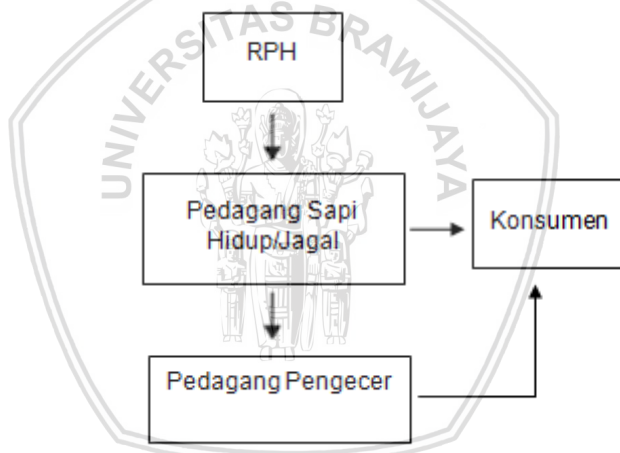 UNIVERSITAS BRAWIJAYA
RPH
Pedagang Sapi
Hidup/Jagal
Konsumen
Pedagang Pengecer